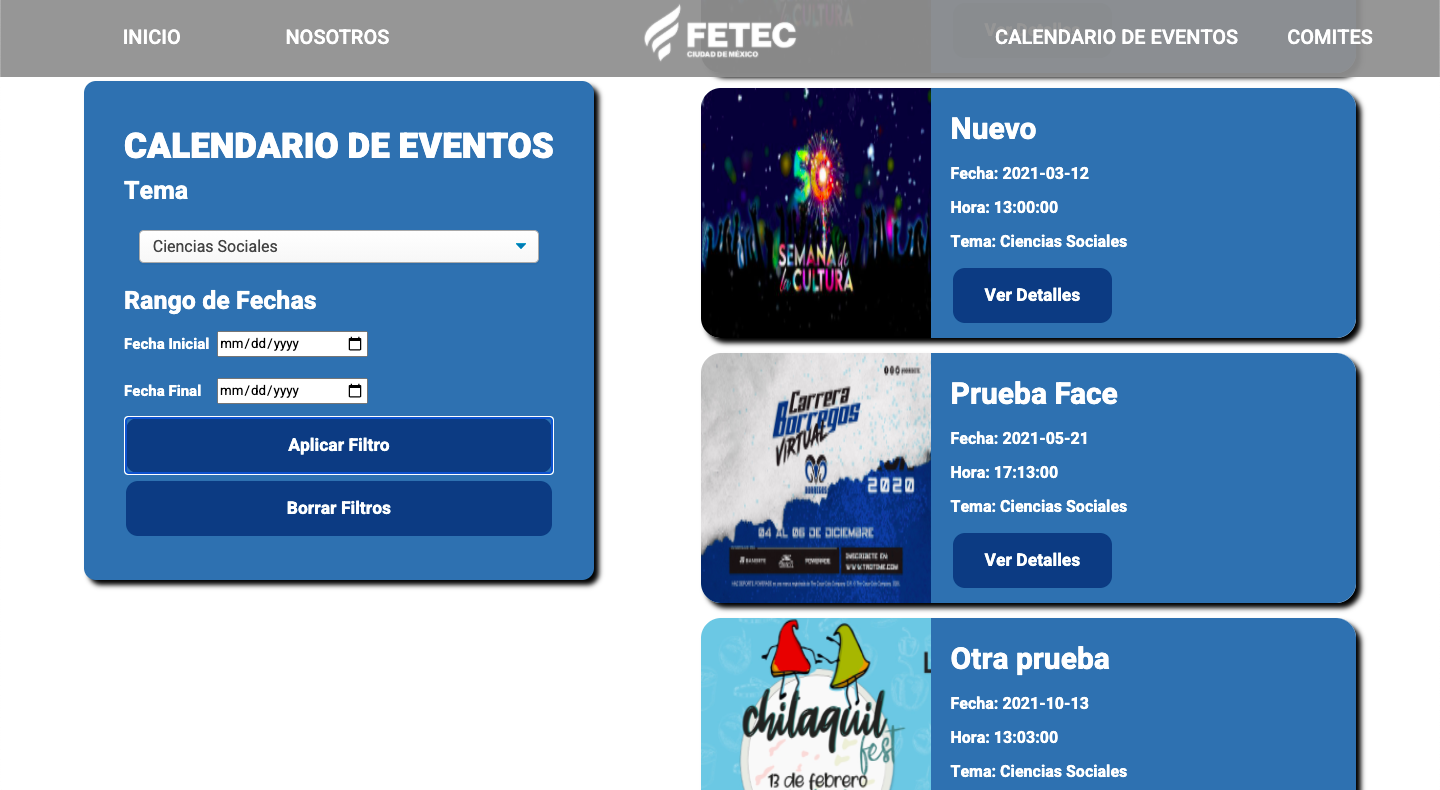 INICIO
NOSOTROS
FETEC
CIUDAD DE MÉXICO
CALENDARIO DE EVENTOS
COMITES
CALENDARIO DE EVENTOS
Tema
Ciencias Sociales
Rango de Fechas
Fecha Inicial mm/dd/yyyy
Fecha Final mm/dd/yyyy
Aplicar Filtro
Borrar Filtros
CULTURA
Ver Detalles
50
SEMANA de
la CULTURA
Nuevo
Fecha: 2021-03-12
Hora: 13:00:00
Tema: Ciencias Sociales
Ver Detalles
Carrera
Borregos
VIRTUAL
BORREGOS
2020
04 AL 06 DE DICIEMBRE
BANORTE
POWERADE
INSCRIBETE EN
WWW.TROTIME.COM
Prueba Face
Fecha: 2021-05-21
Hora: 17:13:00
Tema: Ciencias Sociales
Ver Detalles
L
chilaquil
fest
13 de febrero
Otra prueba
Fecha: 2021-10-13
Hora: 13:03:00
Tema: Ciencias Sociales